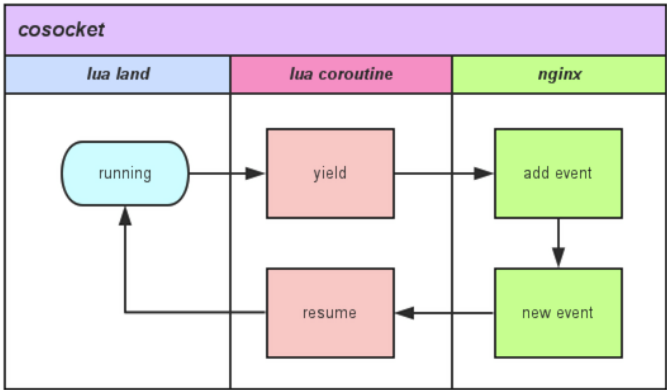 cosocket
lua land
lua coroutine
nginx
running
yield
add event
resume
new event